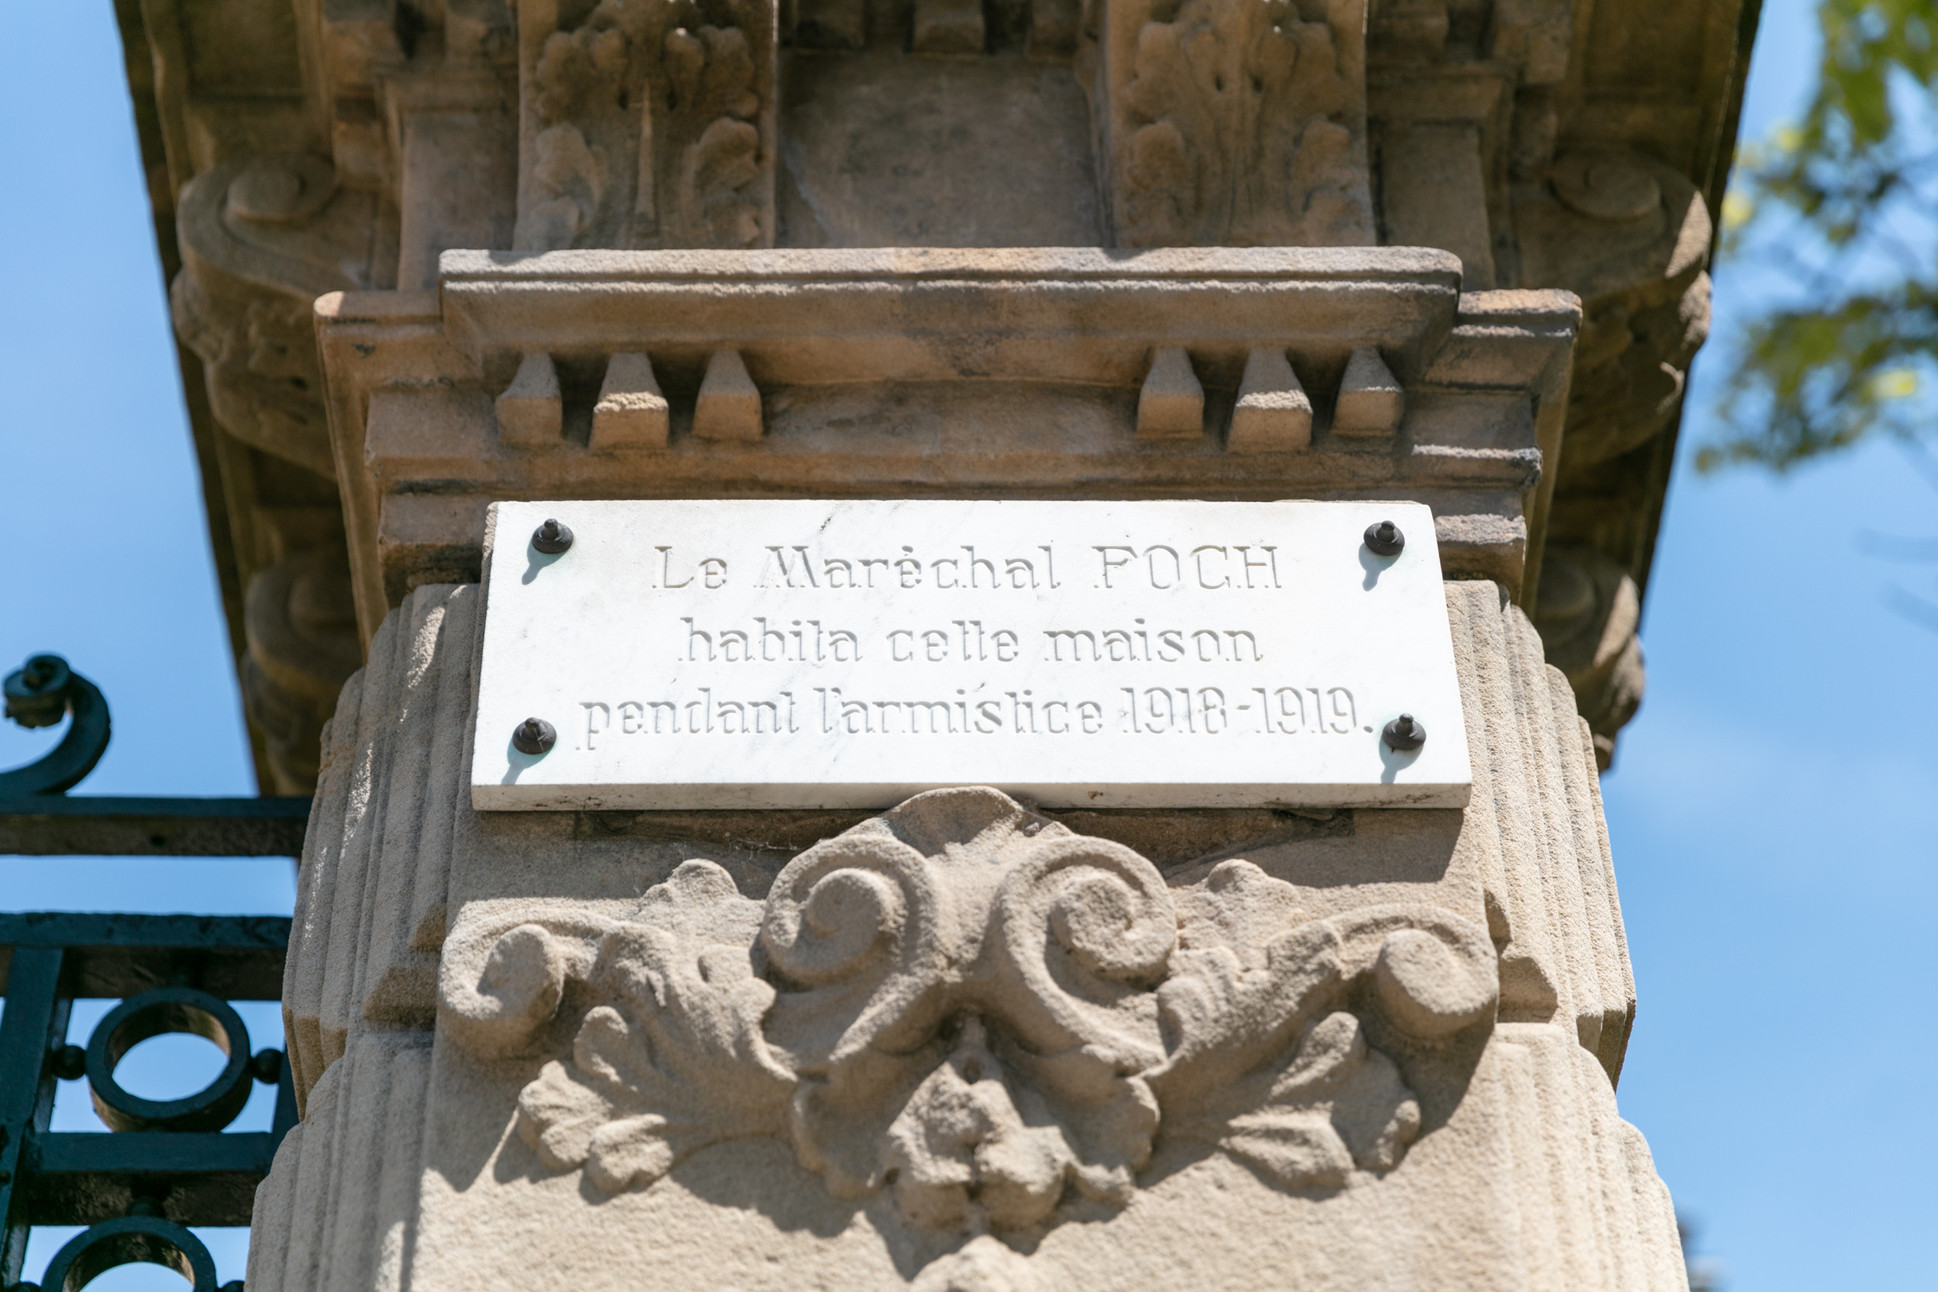 Le Maréchal FOCH
habita cette maison
pendant l'armistice 1918-1919.